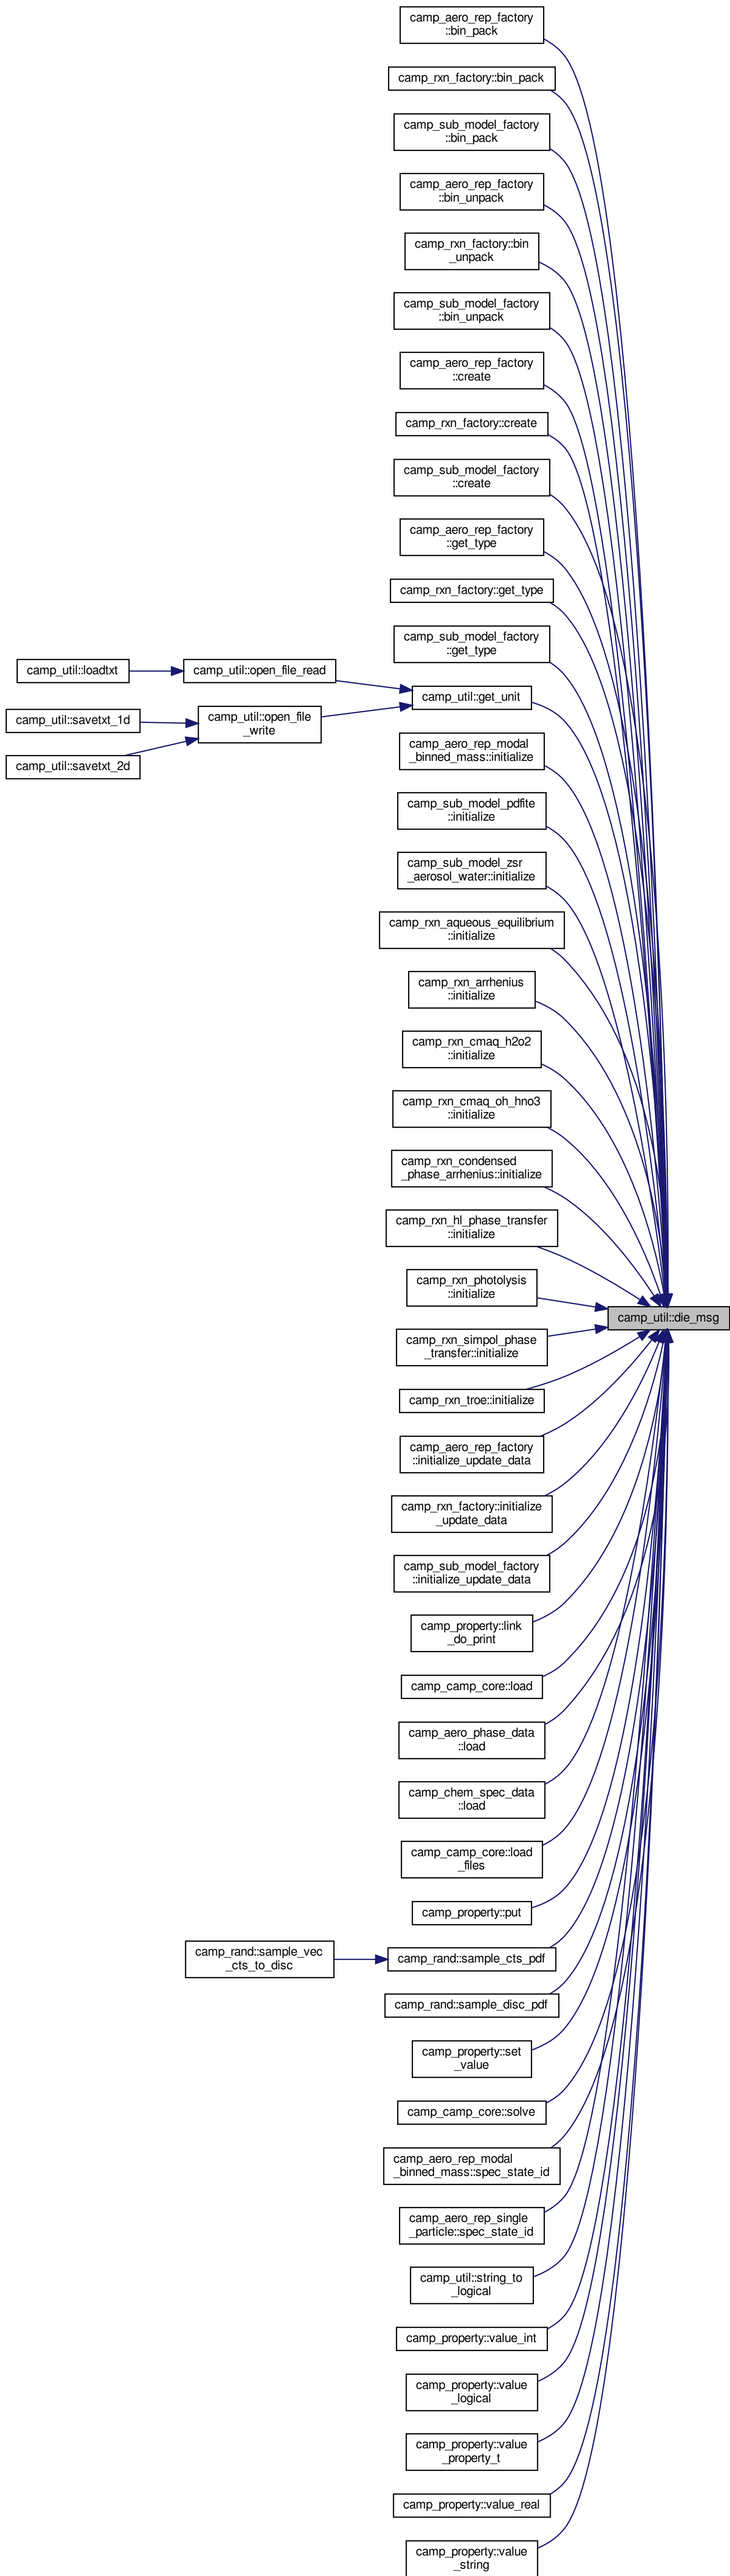 camp_aero_rep_factory
::bin_pack
camp_rxn_factory::bin_pack
camp_sub_model_factory
::bin_pack
camp_aero_rep_factory
::bin_unpack
camp_rxn_factory::bin
_unpack
camp_sub_model_factory
::bin_unpack
camp_aero_rep_factory
::create
camp_rxn_factory::create
camp_sub_model_factory
::create
camp_aero_rep_factory
::get_type
camp_rxn_factory::get_type
camp_sub_model_factory
::get_type
camp_util::loadtxt
camp_util::open_file_read
camp_util::get_unit
camp_util::savetxt_1d
camp_util::open_file
_write
camp_util::savetxt_2d
camp_aero_rep_modal
_binned_mass::initialize
camp_sub_model_pdfite
::initialize
camp_sub_model_zsr
_aerosol_water::initialize
camp_rxn_aqueous_equilibrium
::initialize
camp_rxn_arrhenius
::initialize
camp_rxn_cmaq_h2o2
::initialize
camp_rxn_cmaq_oh_hno3
::initialize
camp_rxn_condensed
_phase_arrhenius::initialize
camp_rxn_hl_phase_transfer
::initialize
camp_rxn_photolysis
::initialize
camp_util::die_msg
camp_rxn_simpol_phase
_transfer::initialize
camp_rxn_troe::initialize
camp_aero_rep_factory
::initialize_update_data
camp_rxn_factory::initialize
_update_data
camp_sub_model_factory
::initialize_update_data
camp_property::link
_do_print
camp_camp_core::load
camp_aero_phase_data
::load
camp_chem_spec_data
::load
camp_camp_core::load
_files
camp_property::put
camp_rand::sample_vec
_cts_to_disc
camp_rand::sample_cts_pdf
camp_rand::sample_disc_pdf
camp_property::set
_value
camp_camp_core::solve
camp_aero_rep_modal
_binned_mass::spec_state_id
camp_aero_rep_single
_particle::spec_state_id
camp_util::string_to
_logical
camp_property::value_int
camp_property::value
_logical
camp_property::value
_property_t
camp_property::value_real
camp_property::value
_string